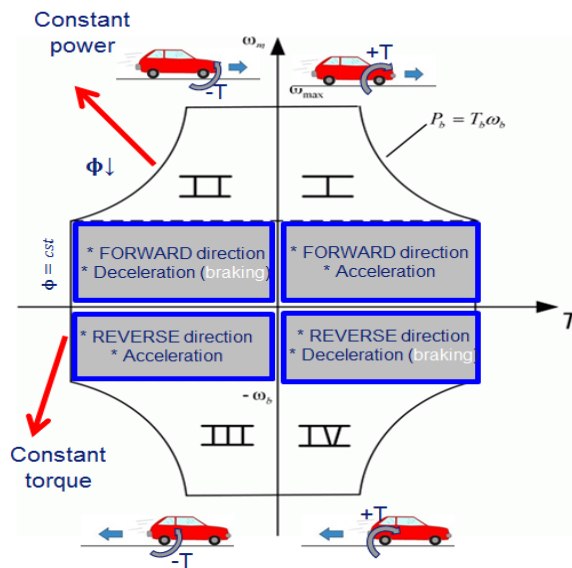 Constant
power
ωm
+T
-T
ωmax
Pb = Tbωb
Φ↓
II
I
* FORWARD direction
* Deceleration (braking)
* FORWARD direction
* Acceleration
ϕ = cst
T
* REVERSE direction
* Acceleration
* REVERSE direction
* Deceleration (braking)
- ωb
III
IV
Constant
torque
+T
-T